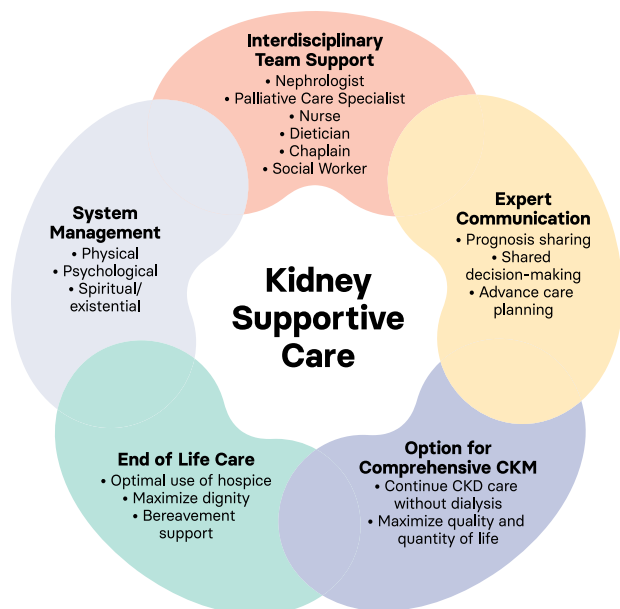 Interdisciplinary
Team Support
• Nephrologist
• Palliative Care Specialist
• Nurse
• Dietician
• Chaplain
• Social Worker
Expert
Communication
• Prognosis sharing
• Shared
decision-making
• Advance care
planning
Option for
Comprehensive CKM
• Continue CKD care
without dialysis
• Maximize quality and
quantity of life
End of Life Care
• Optimal use of hospice
• Maximize dignity
• Bereavement
support
System
Management
• Physical
• Psychological
• Spiritual/
existential
Kidney
Supportive
Care